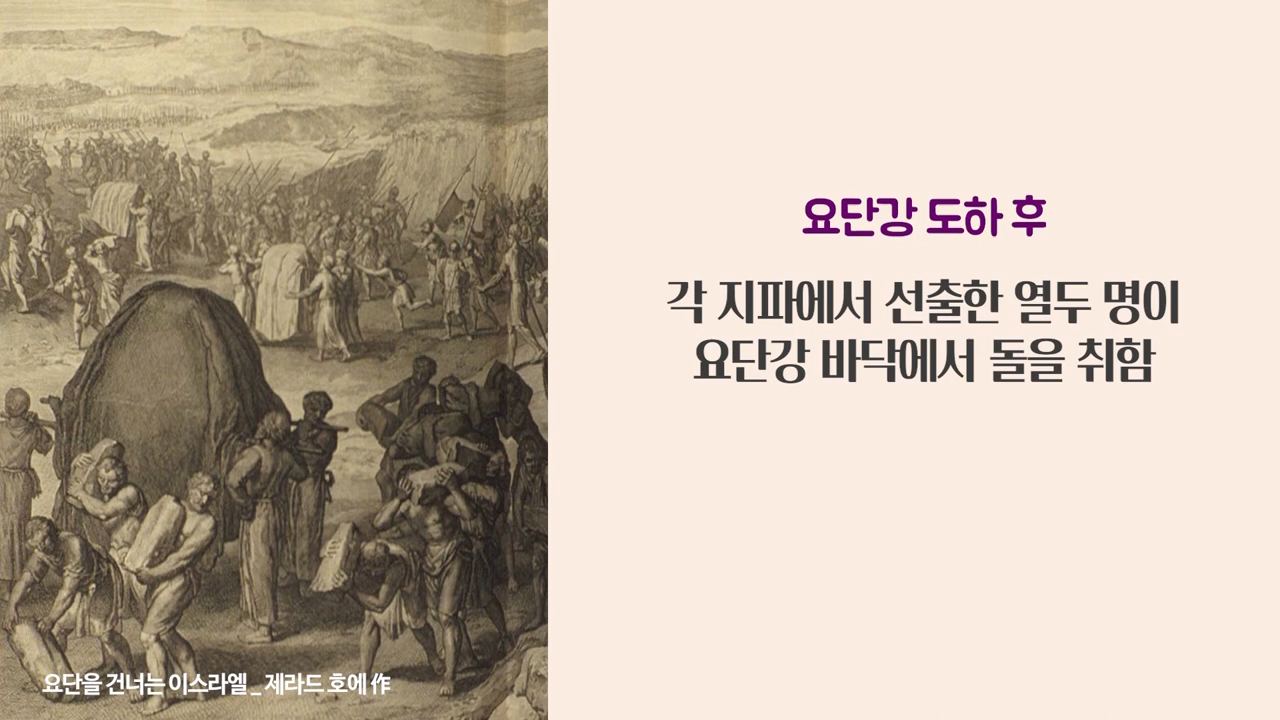 요단강 도하 후
각 지파에서 선출한 열두 명이
요단강 바닥에서 돌을 취함
요단을 건너는 이스라엘 _ 제라드 호에 作